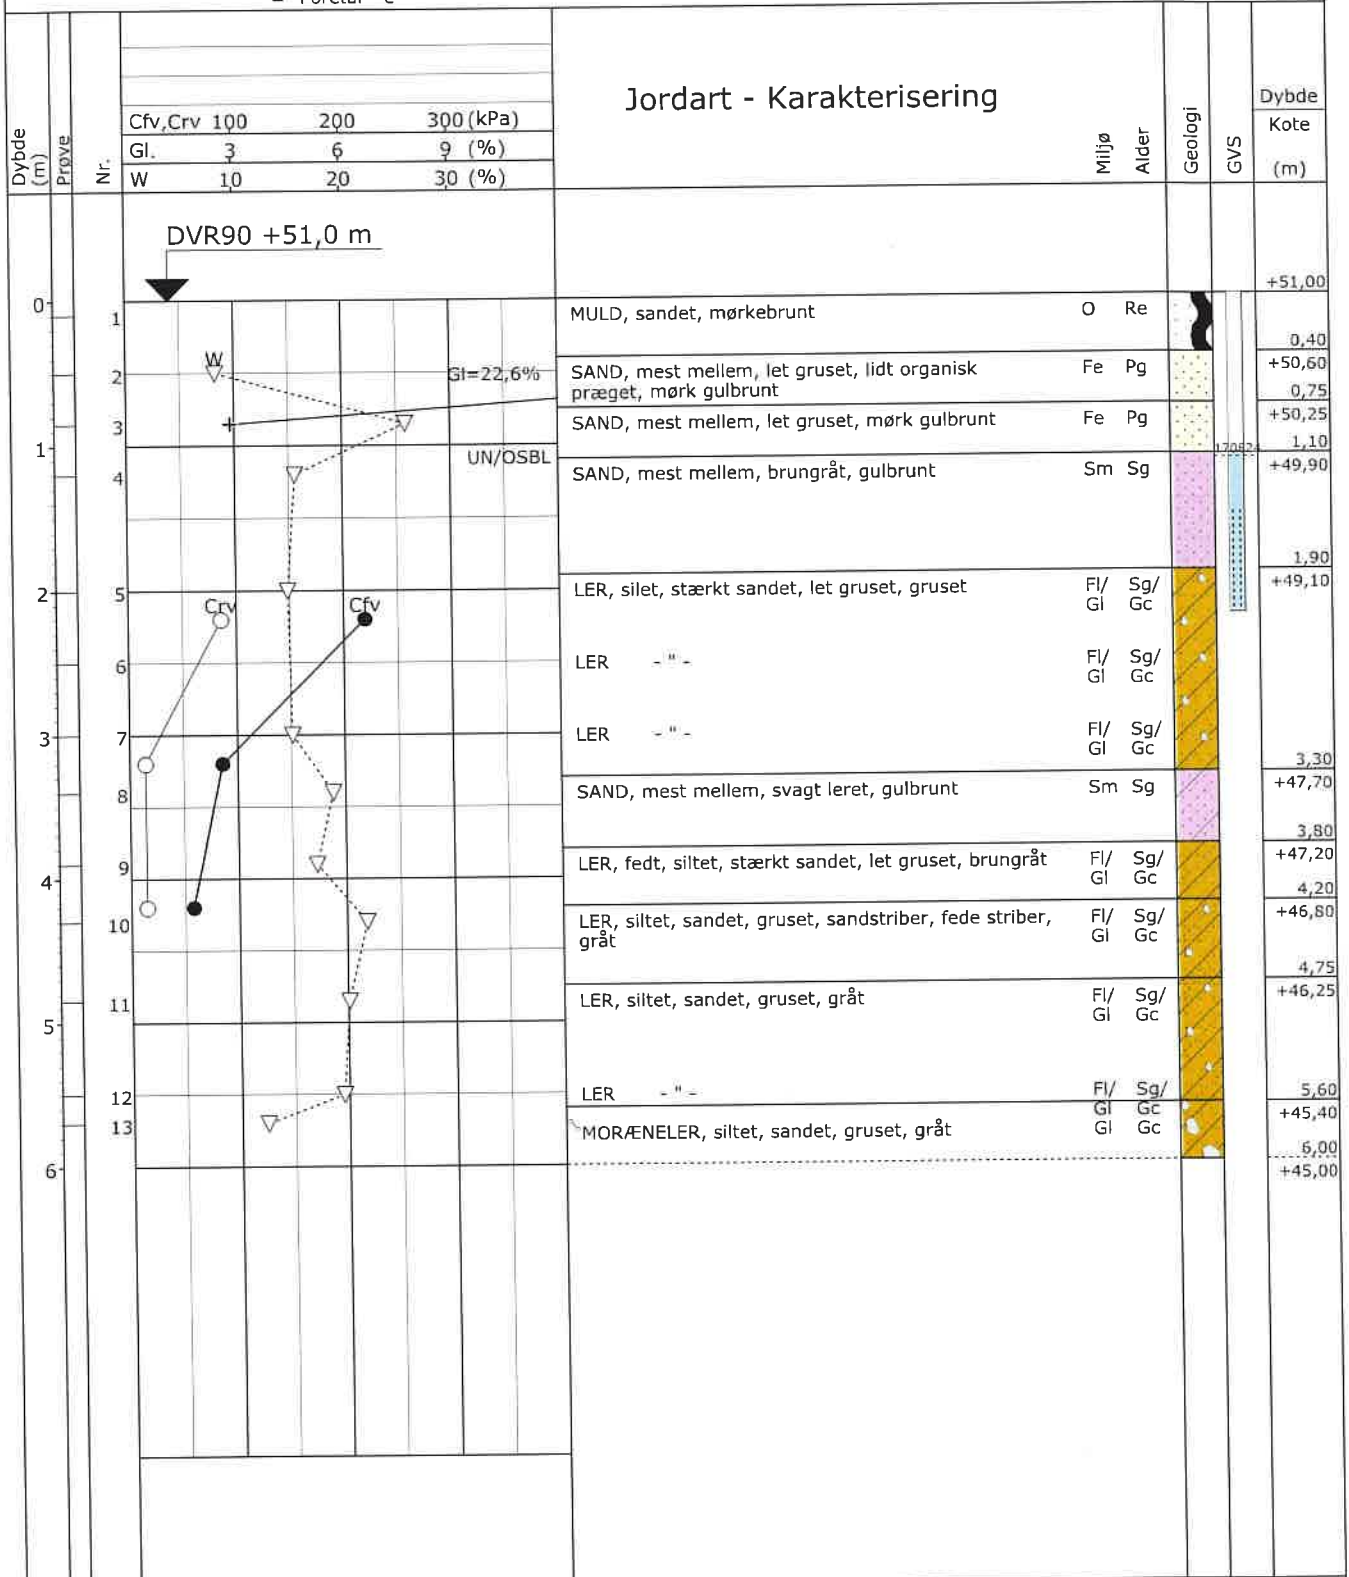 Jordart - Karakterisering
Dybde (m)
Prøve
Nr.
Cfv,Crv 100 200 300 (kPa)
Gl. 3 6 9 (%)
W 10 20 30 (%)
Miljø
Alder
Geologi
GVS
Dybde
Kote
(m)
DVR90 +51,0 m
+51,00
0
1
MULD, sandet, mørkebrunt O Re
0,40
W
2
Gl=22,6%
SAND, mest mellem, let gruset, lidt organisk Fe Pg
præget, mørk gulbrunt
+50,60
0,75
3
SAND, mest mellem, let gruset, mørk gulbrunt Fe Pg
+50,25
1,10
1
UN/OSBL
4
SAND, mest mellem, brungråt, gulbrunt Sm Sg
+49,90
1,90
2
5
Crv
Cfv
LER, silet, stærkt sandet, let gruset, gruset Fl/ Sg/
Gl Gc
+49,10
6
LER - " - Fl/ Sg/
Gl Gc
3
7
LER - " - Fl/ Sg/
Gl Gc
3,30
8
SAND, mest mellem, svagt leret, gulbrunt Sm Sg
+47,70
3,80
9
LER, fedt, siltet, stærkt sandet, let gruset, brungråt Fl/ Sg/
Gl Gc
+47,20
4
4,20
10
LER, siltet, sandet, gruset, sandstriber, fede striber, Fl/ Sg/
gråt Gl Gc
+46,80
4,75
11
LER, siltet, sandet, gruset, gråt Fl/ Sg/
Gl Gc
+46,25
5
12
LER - " - Fl/ Sg/
Gl Gc
5,60
+45,40
13
MORÆNELER, siltet, sandet, gruset, gråt Gl Gc
6,00
6
+45,00